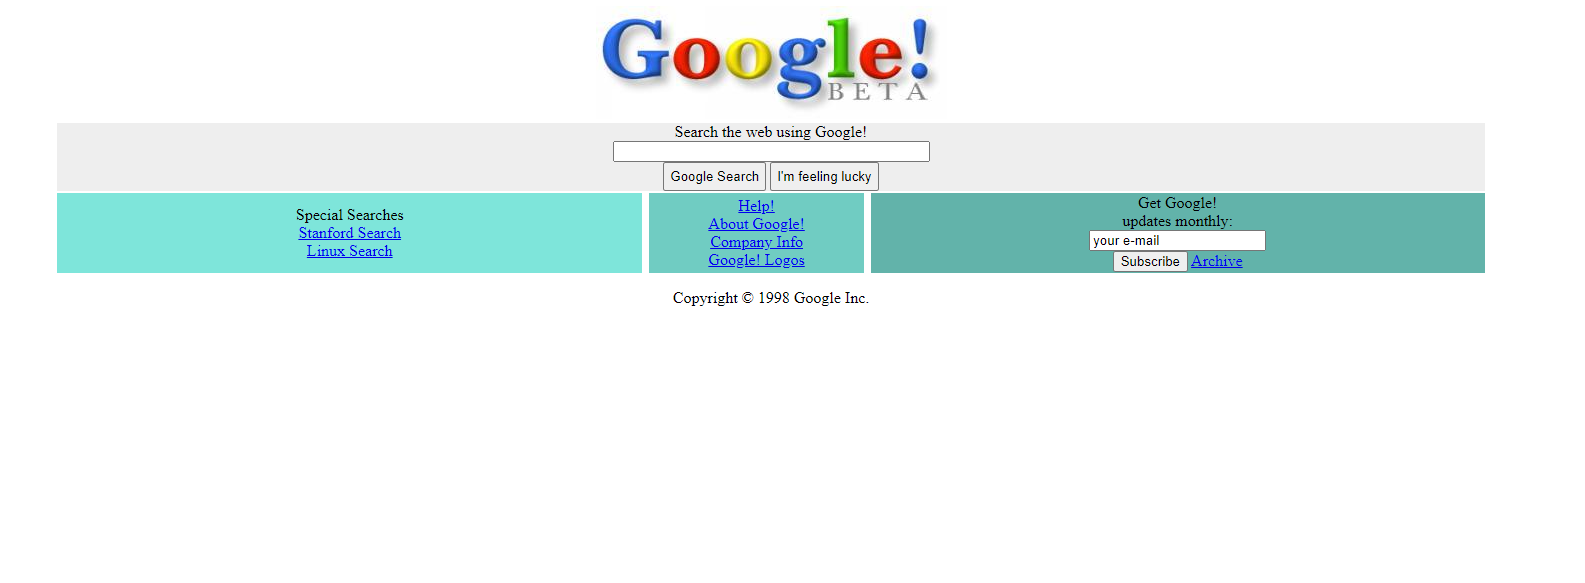 Google!
BETA
Search the web using Google!
Google Search I'm feeling lucky
Special Searches
Stanford Search
Linux Search
Help!
About Google!
Company Info
Google! Logos
Get Google!
updates monthly:
your e-mail
Subscribe Archive
Copyright © 1998 Google Inc.